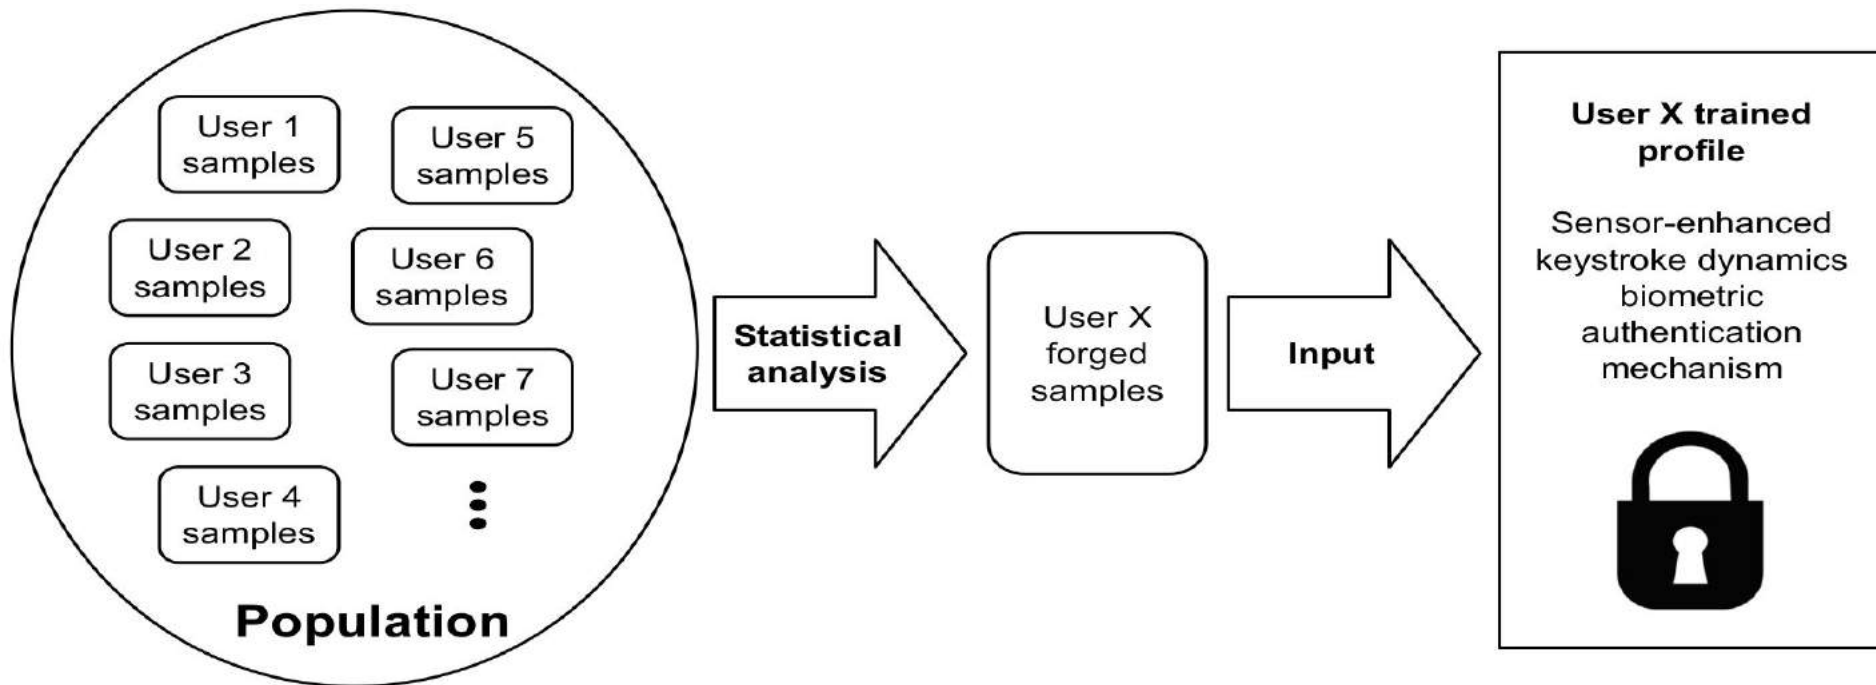 User 1
samples
User 5
samples
User 2
samples
User 6
samples
User 3
samples
User 7
samples
User 4
samples
Population
Statistical
analysis
User X
forged
samples
Input
User X trained
profile
Sensor-enhanced
keystroke dynamics
biometric
authentication
mechanism